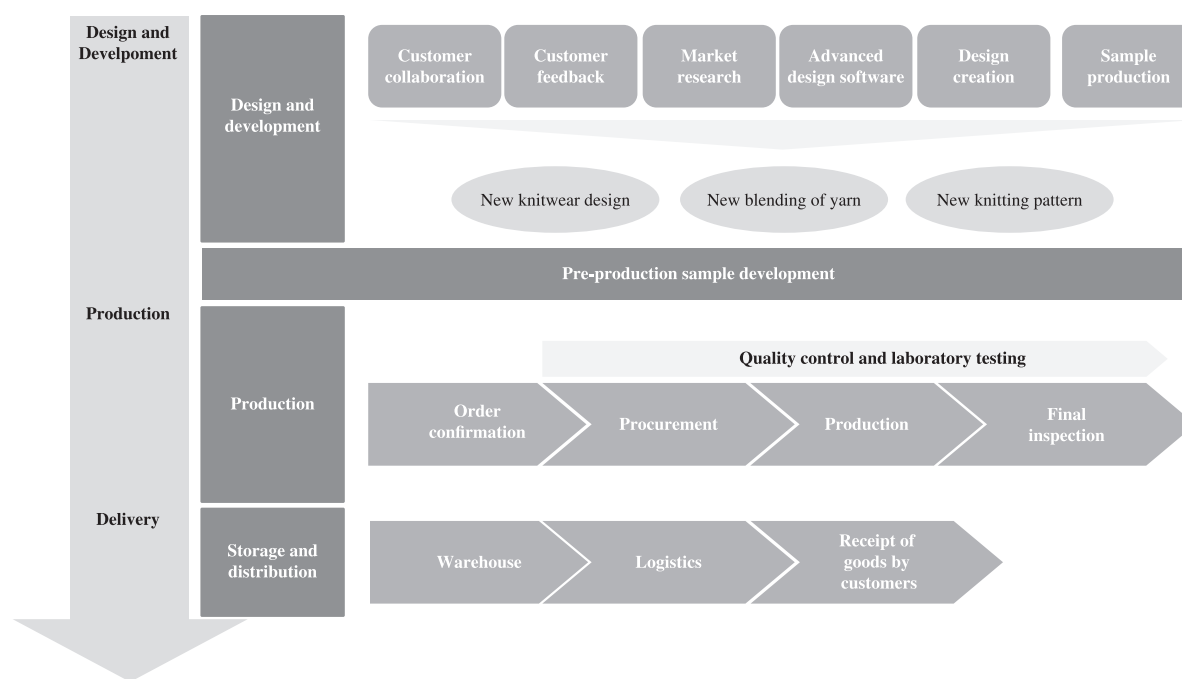 Design and
Develpoment
Design and
development
Customer
collaboration
Customer
feedback
Market
research
Advanced
design software
Design
creation
Sample
production
New knitwear design
New blending of yarn
New knitting pattern
Pre-production sample development
Production
Production
Quality control and laboratory testing
Order
confirmation
Procurement
Production
Final
inspection
Delivery
Storage and
distribution
Warehouse
Logistics
Receipt of
goods by
customers